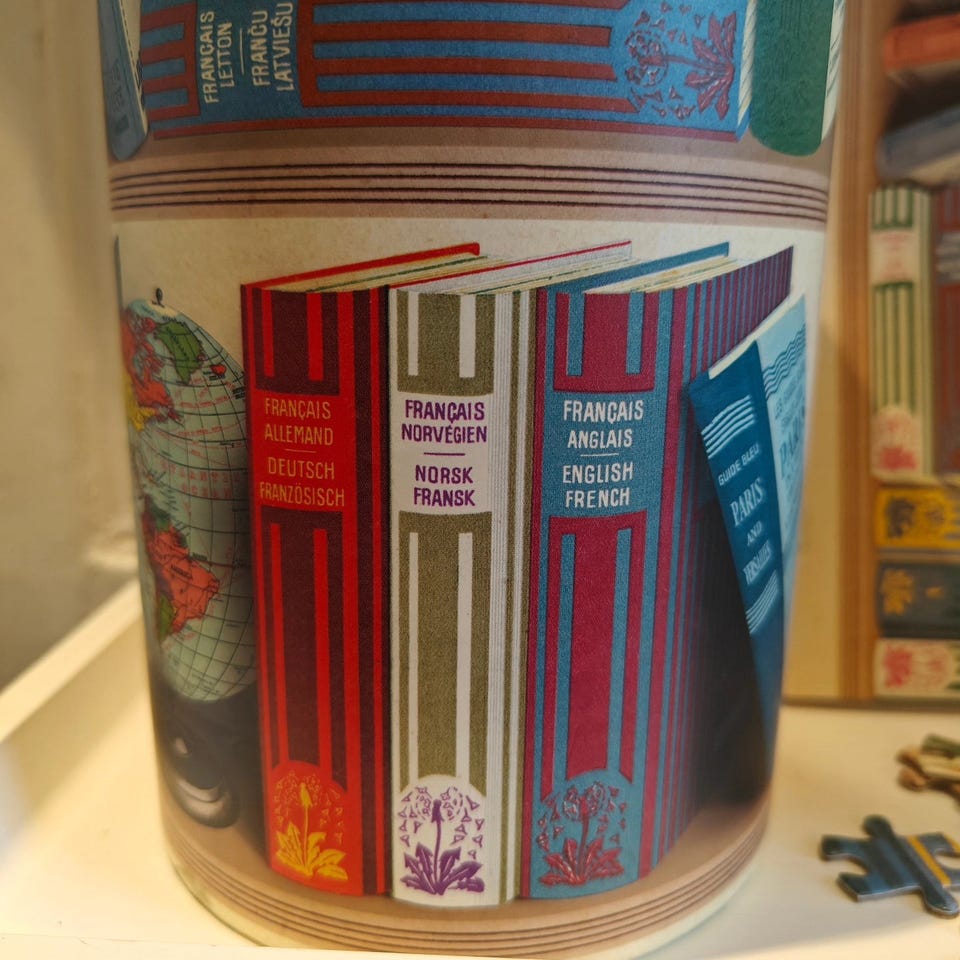 FRANÇAIS
LETTON
FRANČU
LATVIEŠU
FRANÇAIS
ALLEMAND
DEUTSCH
FRANZÖSISCH
FRANÇAIS
NORVÉGIEN
NORSK
FRANSK
FRANÇAIS
ANGLAIS
ENGLISH
FRENCH
GUIDE BLEU
PARIS
AND
VERSAILLES